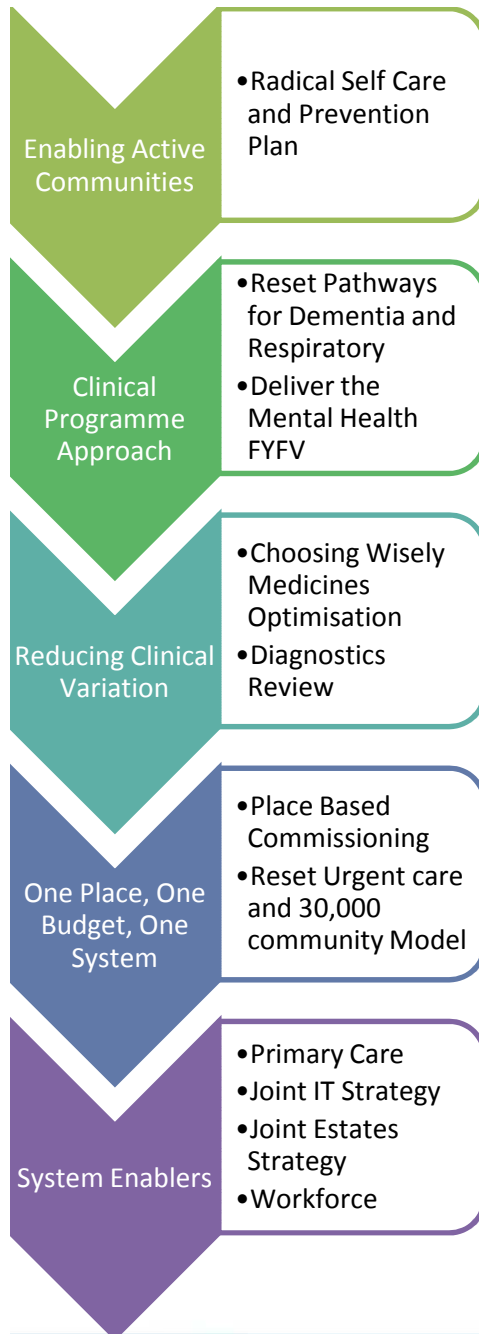 Enabling Active
Communities
•Radical Self Care
and Prevention
Plan
Clinical
Programme
Approach
•Reset Pathways
for Dementia and
Respiratory
•Deliver the
Mental Health
FYFV
Reducing Clinical
Variation
•Choosing Wisely
Medicines
Optimisation
•Diagnostics
Review
One Place, One
Budget, One
System
•Place Based
Commissioning
•Reset Urgent care
and 30,000
community Model
System Enablers
•Primary Care
•Joint IT Strategy
•Joint Estates
Strategy
•Workforce